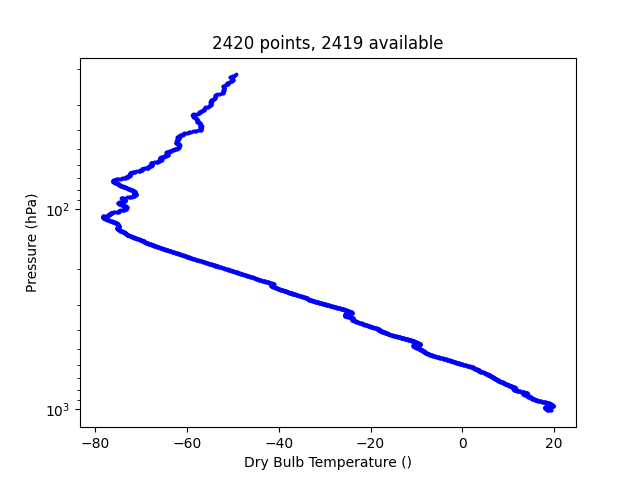 2420 points, 2419 available
Pressure (hPa)
10²
10³
−80 −60 −40 −20 0 20
Dry Bulb Temperature ()